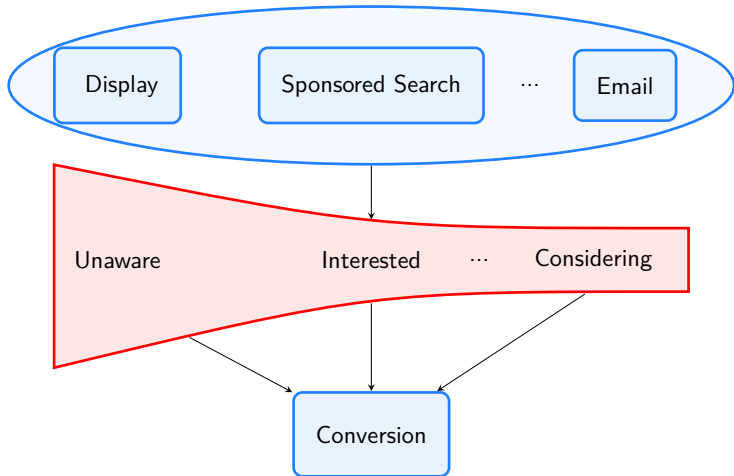 Display Sponsored Search ... Email
Unaware Interested ... Considering
Conversion